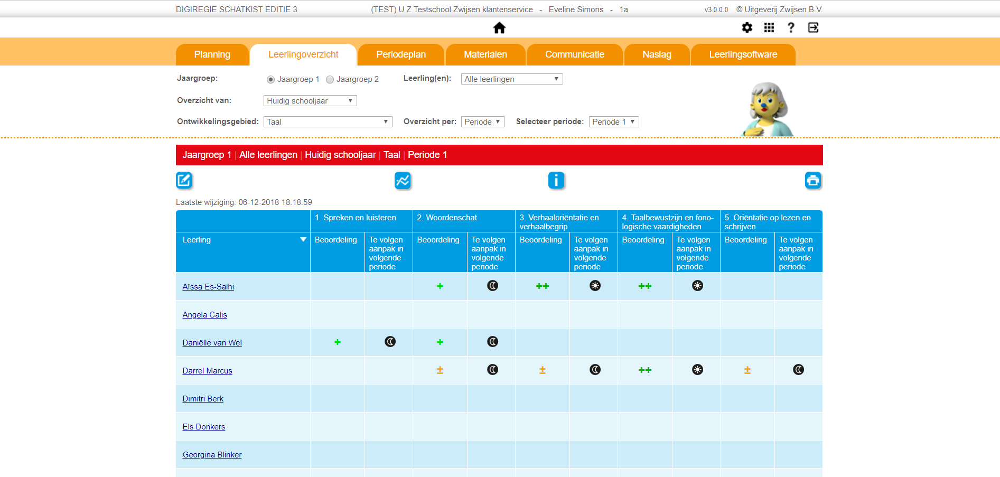 DIGIREGIE SCHATKIST EDITIE 3 (TEST) U Z Testschool Zwijsen klantenservice - Eveline Simons - 1a v3.0.0.0 © Uitgeverij Zwijsen B.V.
?
Planning Leerlingoverzicht Periodeplan Materialen Communicatie Naslag Leerlingsoftware
Jaargroep: Jaargroep 1 Jaargroep 2 Leerling(en): Alle leerlingen
Overzicht van: Huidig schooljaar
Ontwikkelingsgebied: Taal Overzicht per: Periode Selecteer periode: Periode 1
Jaargroep 1 | Alle leerlingen | Huidig schooljaar | Taal | Periode 1
i
Laatste wijziging: 06-12-2018 18:18:59
1. Spreken en luisteren 2. Woordenschat 3. Verhaaloriëntatie en 4. Taalbewustzijn en fono- 5. Oriëntatie op lezen en
verhaalbegrip logische vaardigheden schrijven
Leerling Beoordeling Te volgen Beoordeling Te volgen Beoordeling Te volgen Beoordeling Te volgen Beoordeling Te volgen
aanpak in aanpak in aanpak in aanpak in aanpak in
volgende volgende volgende volgende volgende
periode periode periode periode periode
Aïssa Es-Salhi + ++ ++
Angela Calis
Daniëlle van Wel + +
Darrel Marcus ± ± ++ ±
Dimitri Berk
Els Donkers
Georgina Blinker